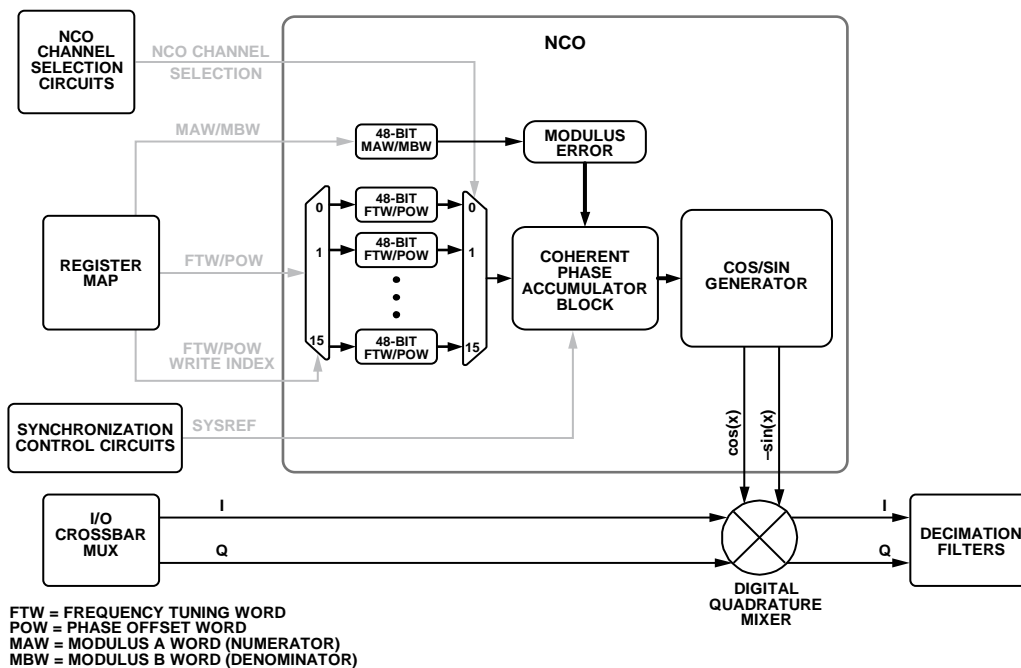 NCO
CHANNEL
SELECTION
CIRCUITS
NCO CHANNEL
SELECTION
NCO
MAW/MBW
48-BIT
MAW/MBW
MODULUS
ERROR
REGISTER
MAP
FTW/POW
0
1
15
48-BIT
FTW/POW
48-BIT
FTW/POW
48-BIT
FTW/POW
0
1
15
COHERENT
PHASE
ACCUMULATOR
BLOCK
COS/SIN
GENERATOR
FTW/POW
WRITE INDEX
SYNCHRONIZATION
CONTROL CIRCUITS
SYSREF
cos(x)
–sin(x)
I/O
CROSSBAR
MUX
I
Q
DIGITAL
QUADRATURE
MIXER
I
Q
DECIMATION
FILTERS
FTW = FREQUENCY TUNING WORD
POW = PHASE OFFSET WORD
MAW = MODULUS A WORD (NUMERATOR)
MBW = MODULUS B WORD (DENOMINATOR)